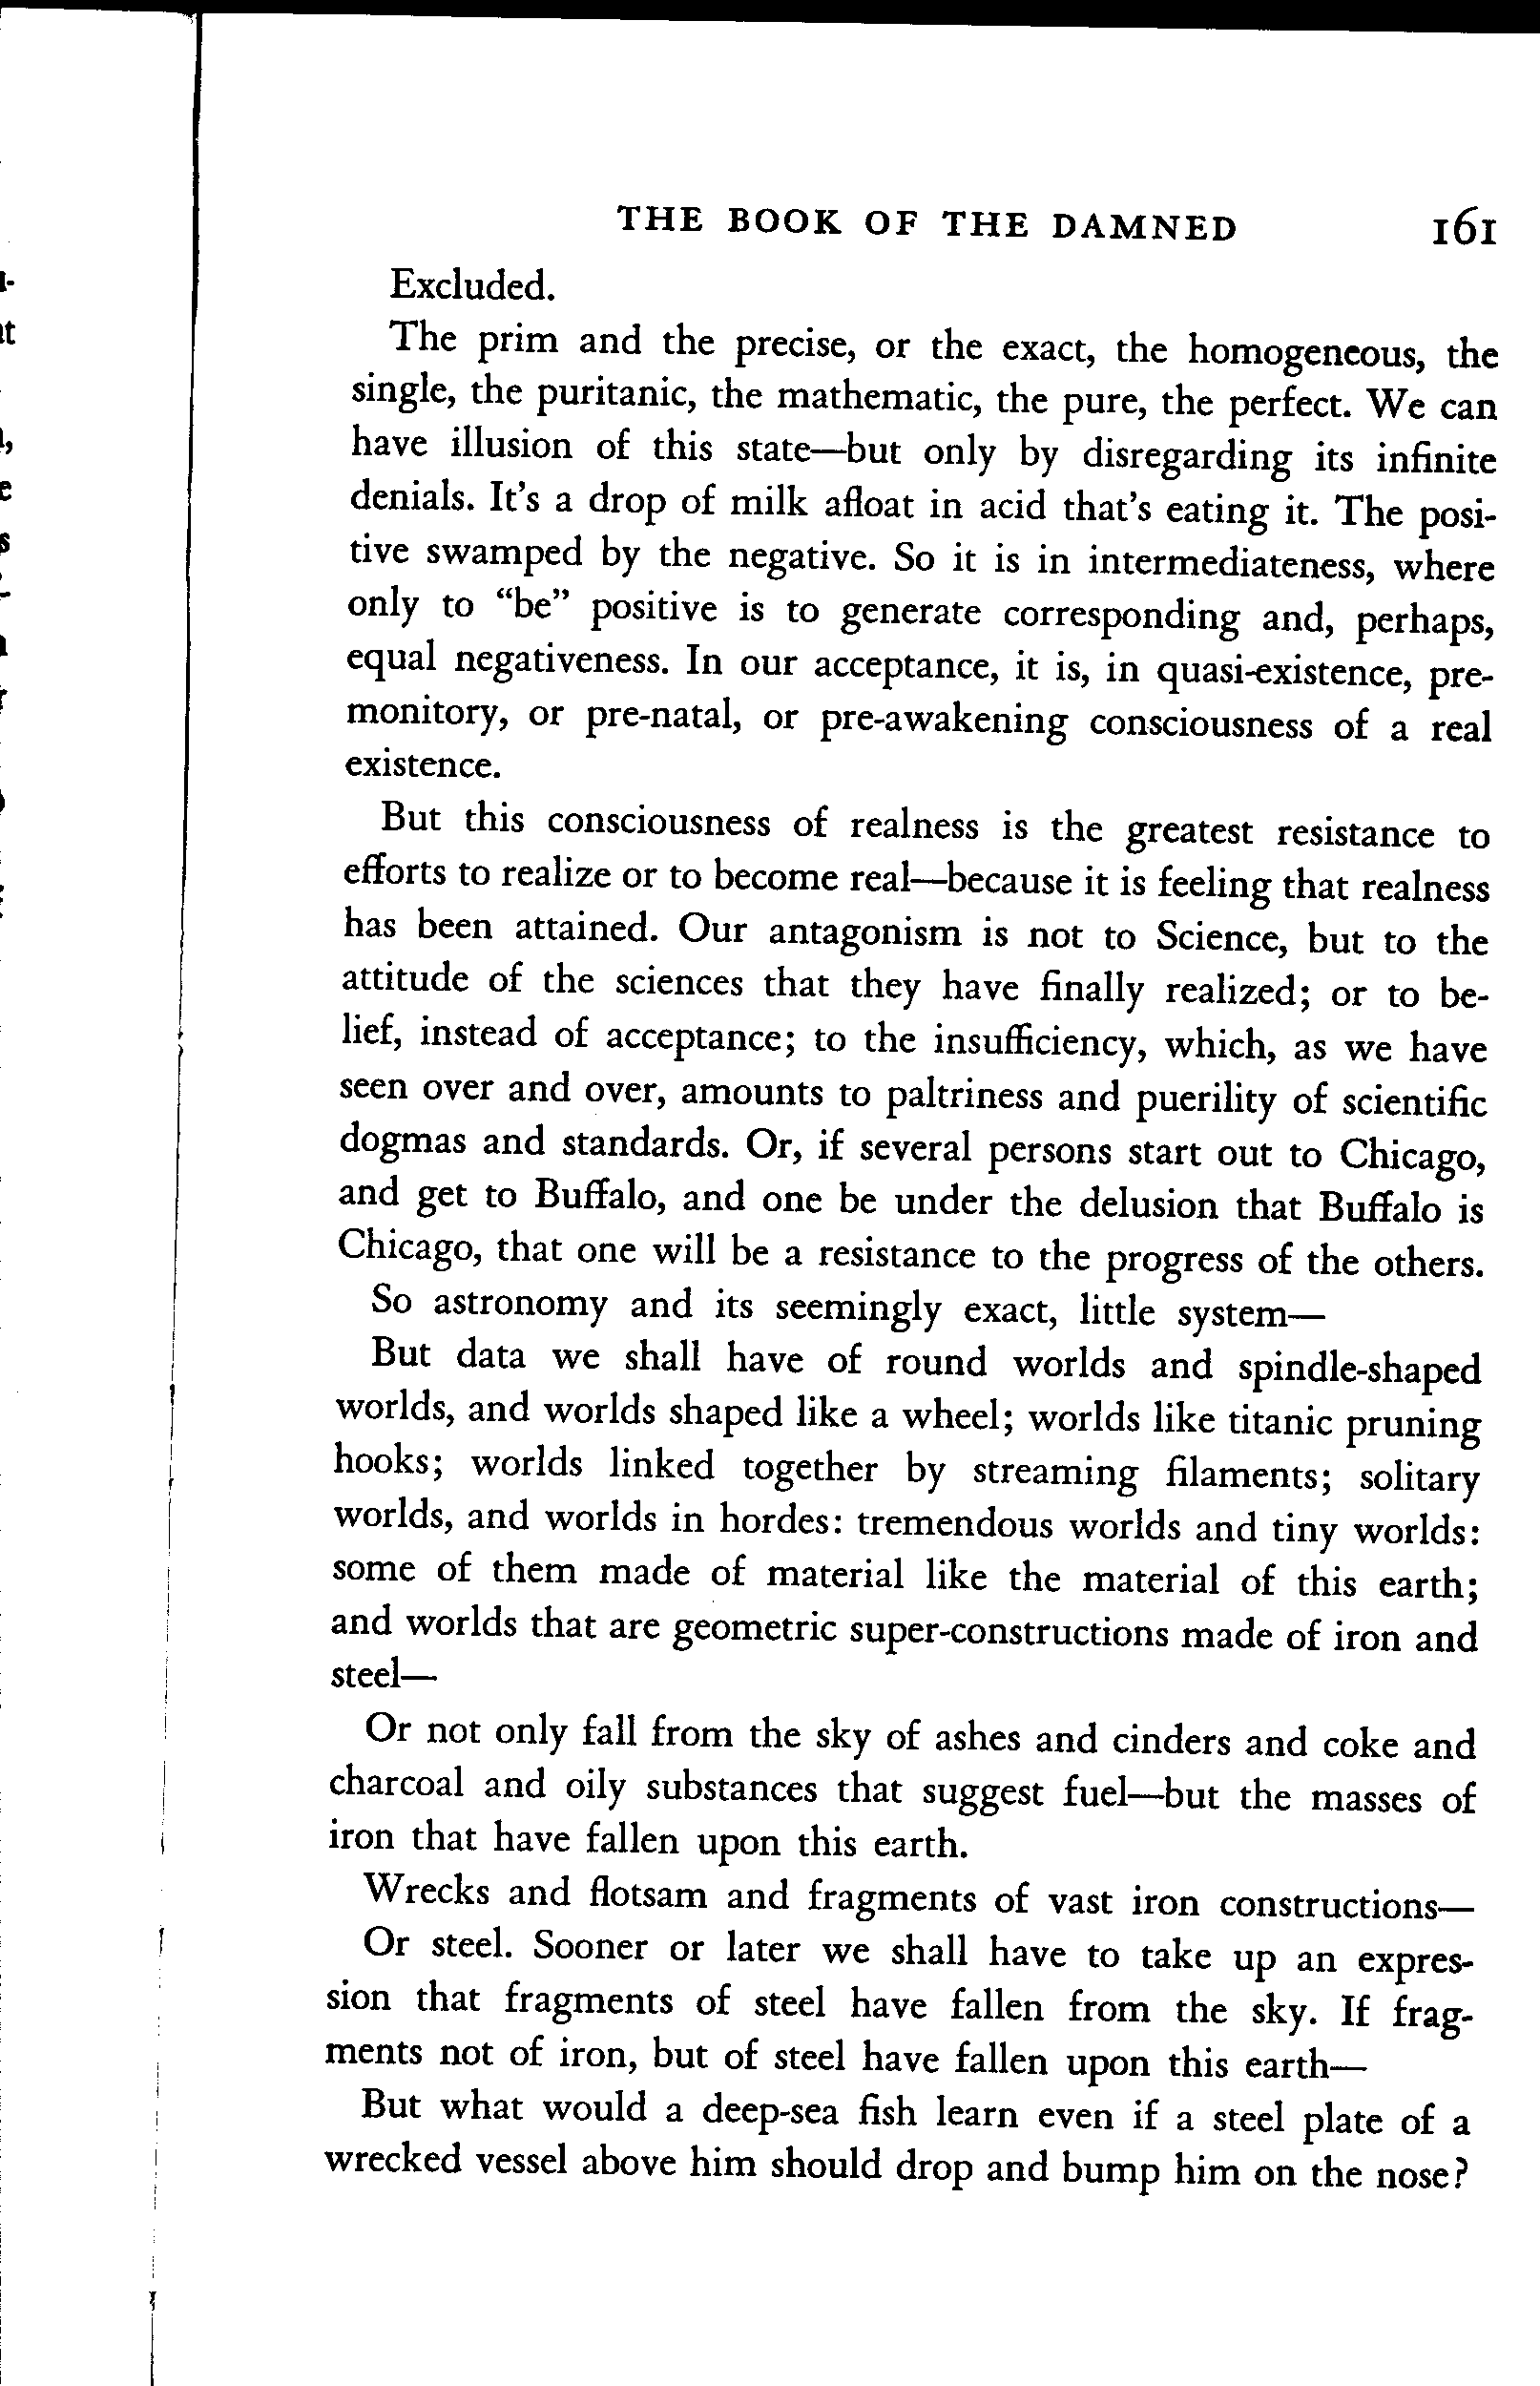 THE BOOK OF THE DAMNED 161
Excluded.
The prim and the precise, or the exact, the homogeneous, the
single, the puritanic, the mathematic, the pure, the perfect. We can
have illusion of this state—but only by disregarding its infinite
denials. It's a drop of milk afloat in acid that's eating it. The posi-
tive swamped by the negative. So it is in intermediateness, where
only to "be" positive is to generate corresponding and, perhaps,
equal negativeness. In our acceptance, it is, in quasi-existence, pre-
monitory, or pre-natal, or pre-awakening consciousness of a real
existence.
But this consciousness of realness is the greatest resistance to
efforts to realize or to become real—because it is feeling that realness
has been attained. Our antagonism is not to Science, but to the
attitude of the sciences that they have finally realized; or to be-
lief, instead of acceptance; to the insufficiency, which, as we have
seen over and over, amounts to paltriness and puerility of scientific
dogmas and standards. Or, if several persons start out to Chicago,
and get to Buffalo, and one be under the delusion that Buffalo is
Chicago, that one will be a resistance to the progress of the others.
So astronomy and its seemingly exact, little system—
But data we shall have of round worlds and spindle-shaped
worlds, and worlds shaped like a wheel; worlds like titanic pruning
hooks; worlds linked together by streaming filaments; solitary
worlds, and worlds in hordes: tremendous worlds and tiny worlds:
some of them made of material like the material of this earth;
and worlds that are geometric super-constructions made of iron and
steel—
Or not only fall from the sky of ashes and cinders and coke and
charcoal and oily substances that suggest fuel—but the masses of
iron that have fallen upon this earth.
Wrecks and flotsam and fragments of vast iron constructions—
Or steel. Sooner or later we shall have to take up an expres-
sion that fragments of steel have fallen from the sky. If frag-
ments not of iron, but of steel have fallen upon this earth—
But what would a deep-sea fish learn even if a steel plate of a
wrecked vessel above him should drop and bump him on the nose?